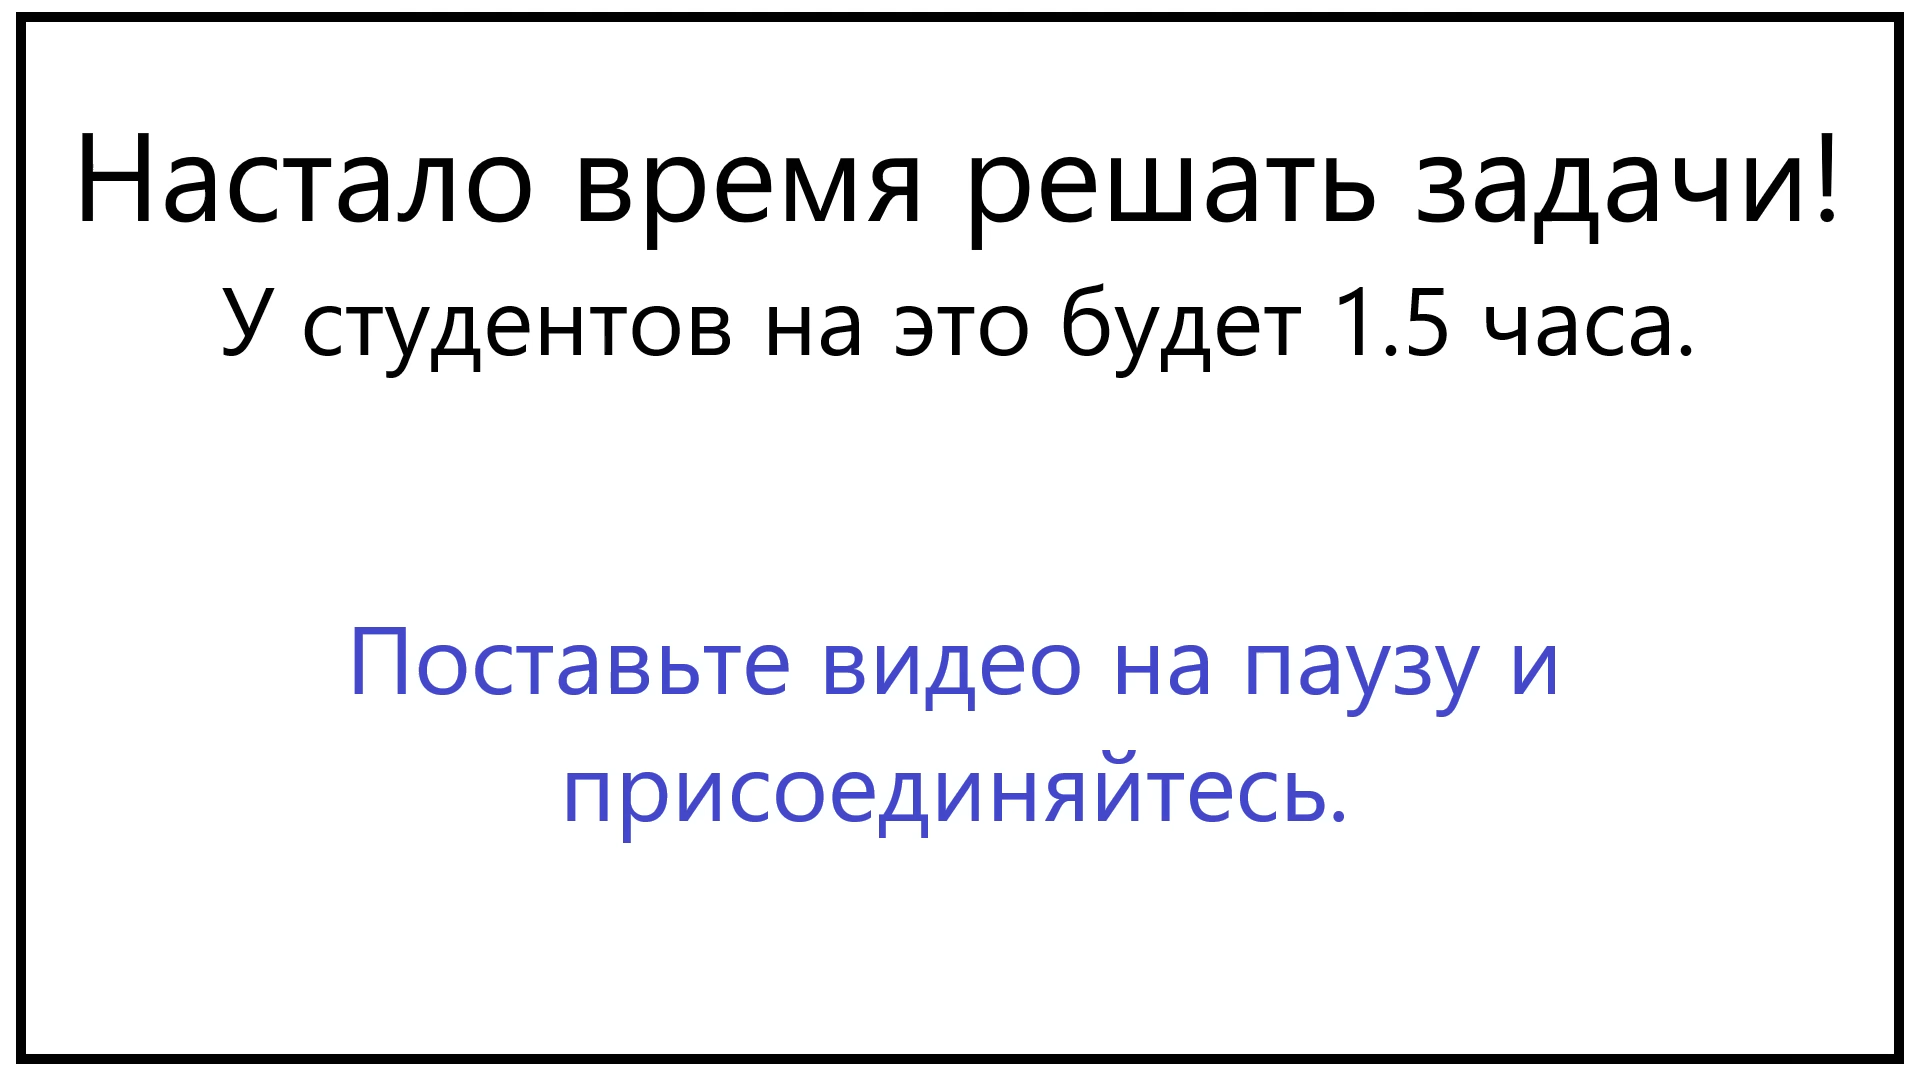 Настало время решать задачи!
У студентов на это будет 1.5 часа.
Поставьте видео на паузу и
присоединяйтесь.